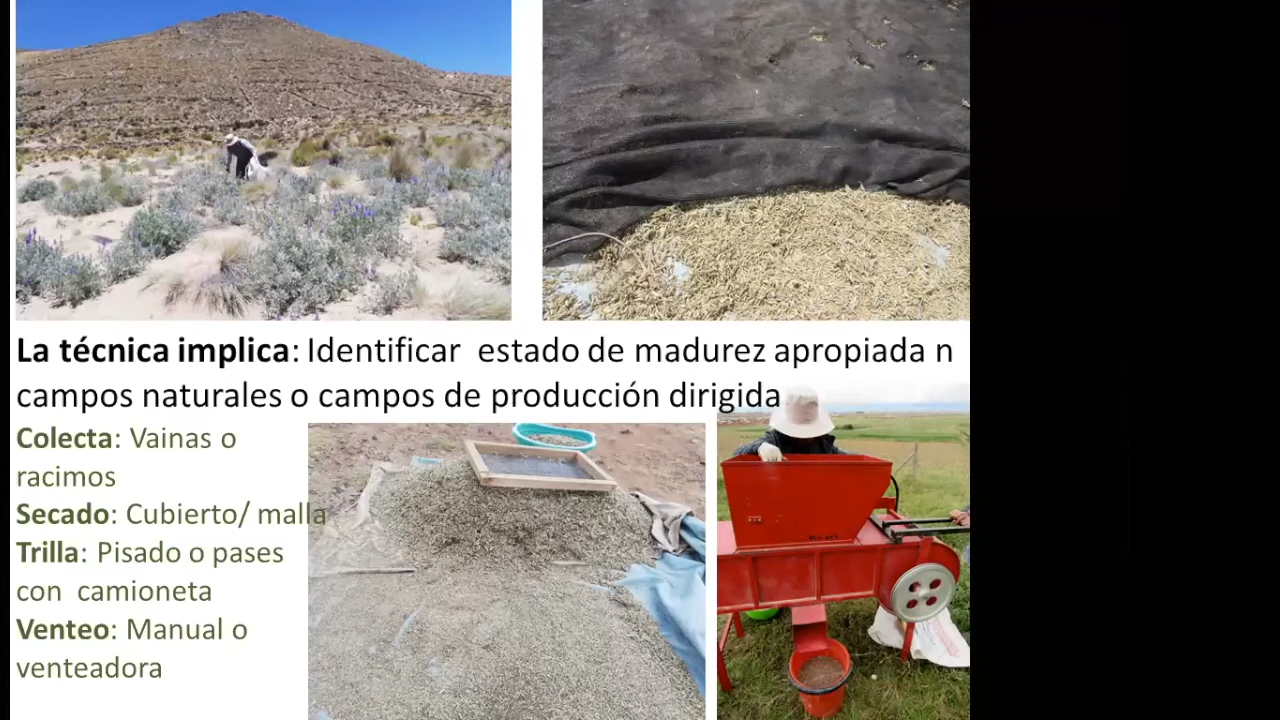 La técnica implica: Identificar estado de madurez apropiada n
campos naturales o campos de producción dirigida
Colecta: Vainas o
racimos
Secado: Cubierto/ malla
Trilla: Pisado o pases
con camioneta
Venteo: Manual o
venteadora